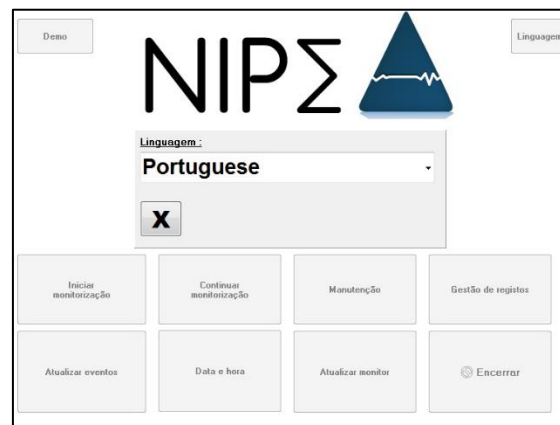 Demo
Linguagem
NIPΣ
Linguagem :
Portuguese
X
Iniciar
monitorização
Continuar
monitorização
Manutenção
Gestão de registos
Atualizar eventos
Data e hora
Atualizar monitor
Encerrar